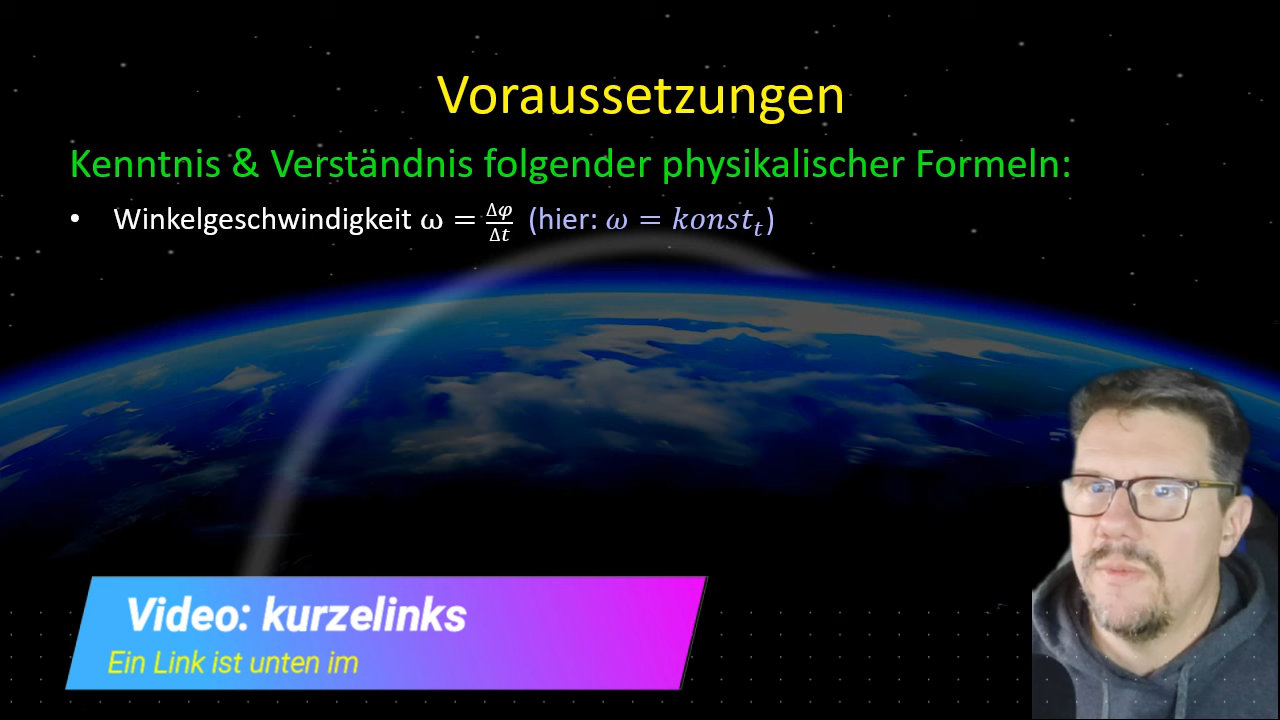 Voraussetzungen
Kenntnis & Verständnis folgender physikalischer Formeln:
• Winkelgeschwindigkeit ω = Δφ/Δt (hier: ω = konst_t)
Video: kurzelinks
Ein Link ist unten im